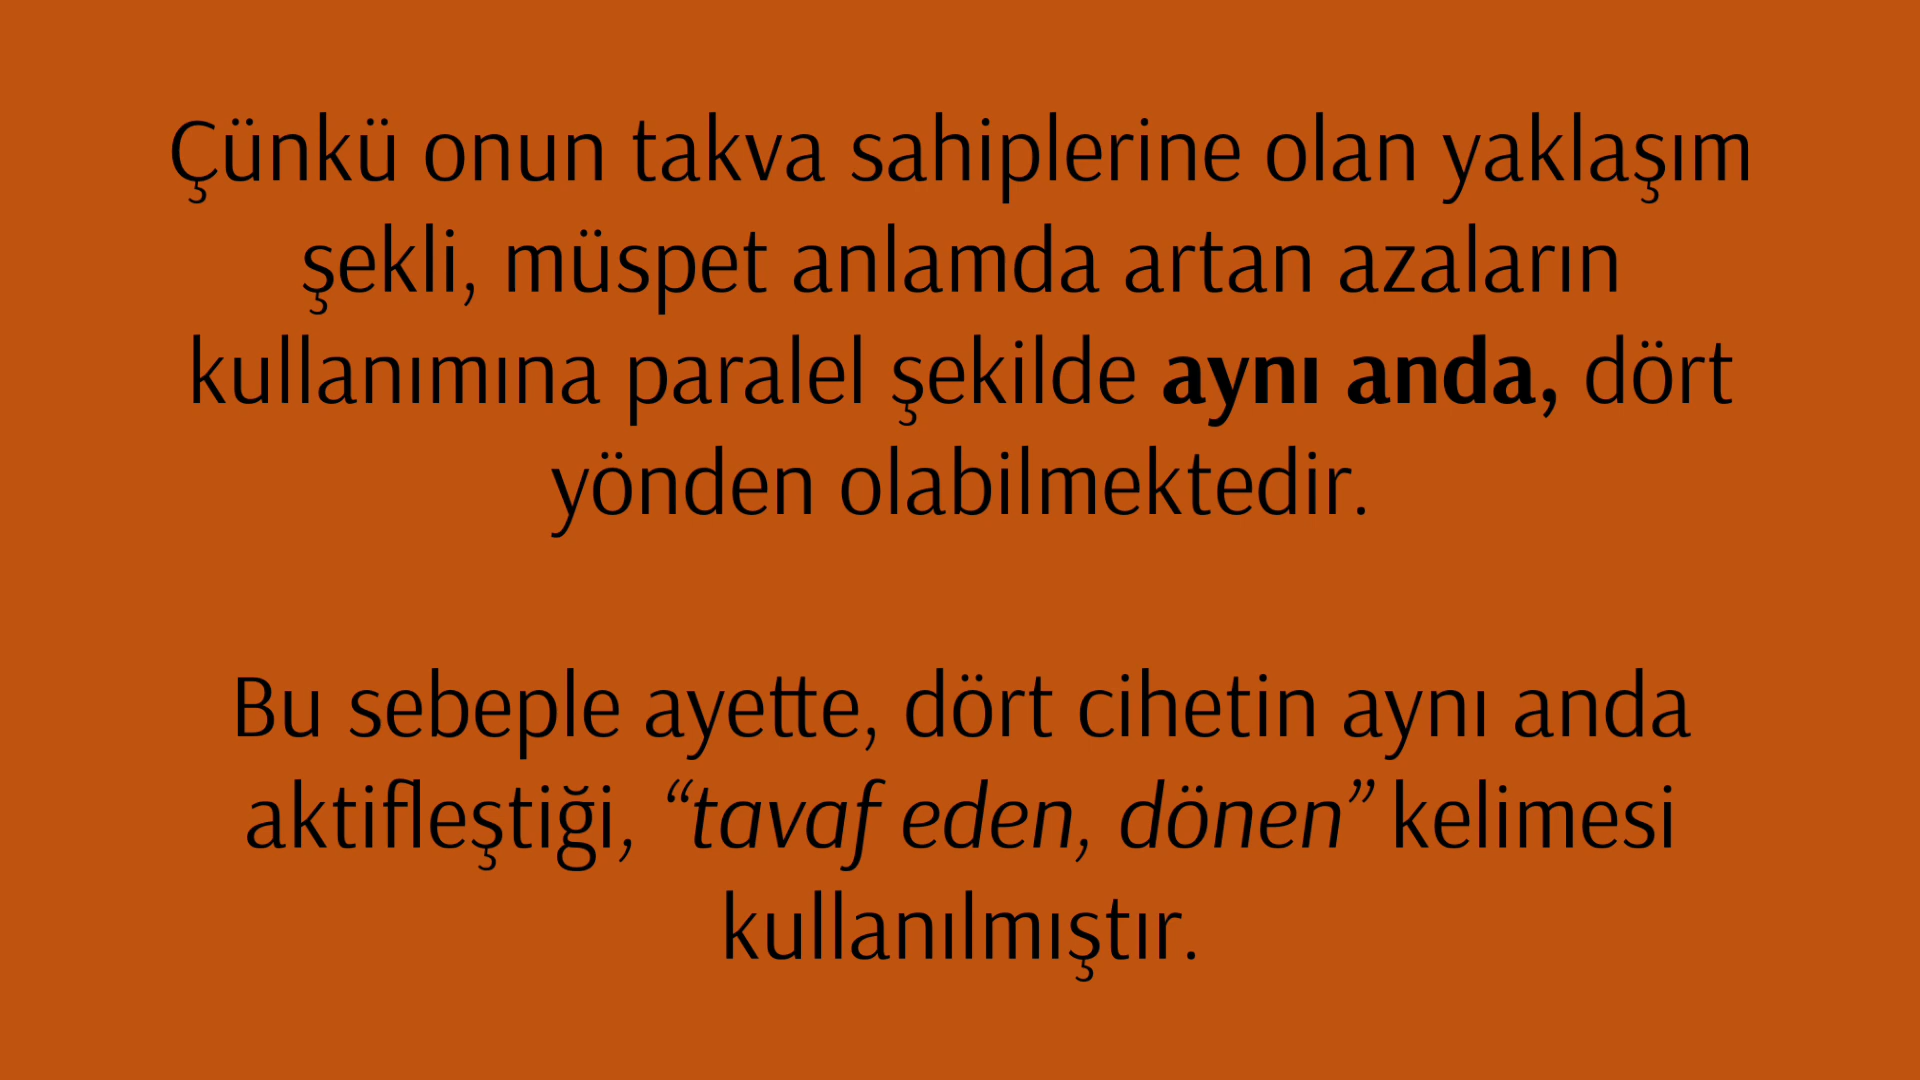 Çünkü onun takva sahiplerine olan yaklaşım
şekli, müspet anlamda artan azaların
kullanımına paralel şekilde aynı anda, dört
yönden olabilmektedir.
Bu sebeple ayette, dört cihetin aynı anda
aktifleştiği, “tavaf eden, dönen” kelimesi
kullanılmıştır.